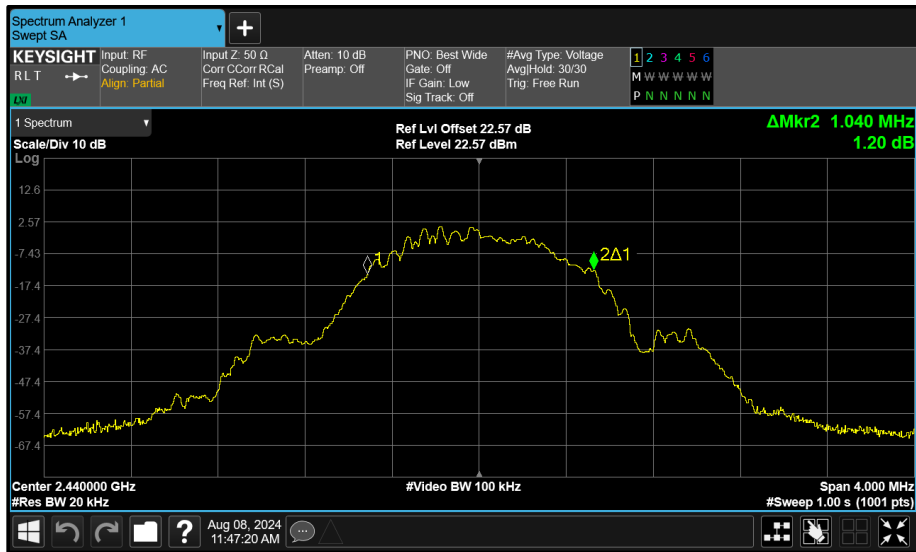 Spectrum Analyzer 1
Swept SA
+
KEYSIGHT
R L T
LXI
Input: RF
Coupling: AC
Align: Partial
Input Z: 50 Ω
Corr CCorr RCal
Freq Ref: Int (S)
Atten: 10 dB
Preamp: Off
PNO: Best Wide
Gate: Off
IF Gain: Low
Sig Track: Off
#Avg Type: Voltage
Avg|Hold: 30/30
Trig: Free Run
1 2 3 4 5 6
M W W W W W
P N N N N N
1 Spectrum
Scale/Div 10 dB
Ref Lvl Offset 22.57 dB
Ref Level 22.57 dBm
ΔMkr2 1.040 MHz
1.20 dB
Log
12.6
2.57
-7.43
-17.4
-27.4
-37.4
-47.4
-57.4
-67.4
1
2Δ1
Center 2.440000 GHz
#Res BW 20 kHz
#Video BW 100 kHz
Span 4.000 MHz
#Sweep 1.00 s (1001 pts)
?
Aug 08, 2024
11:47:20 AM